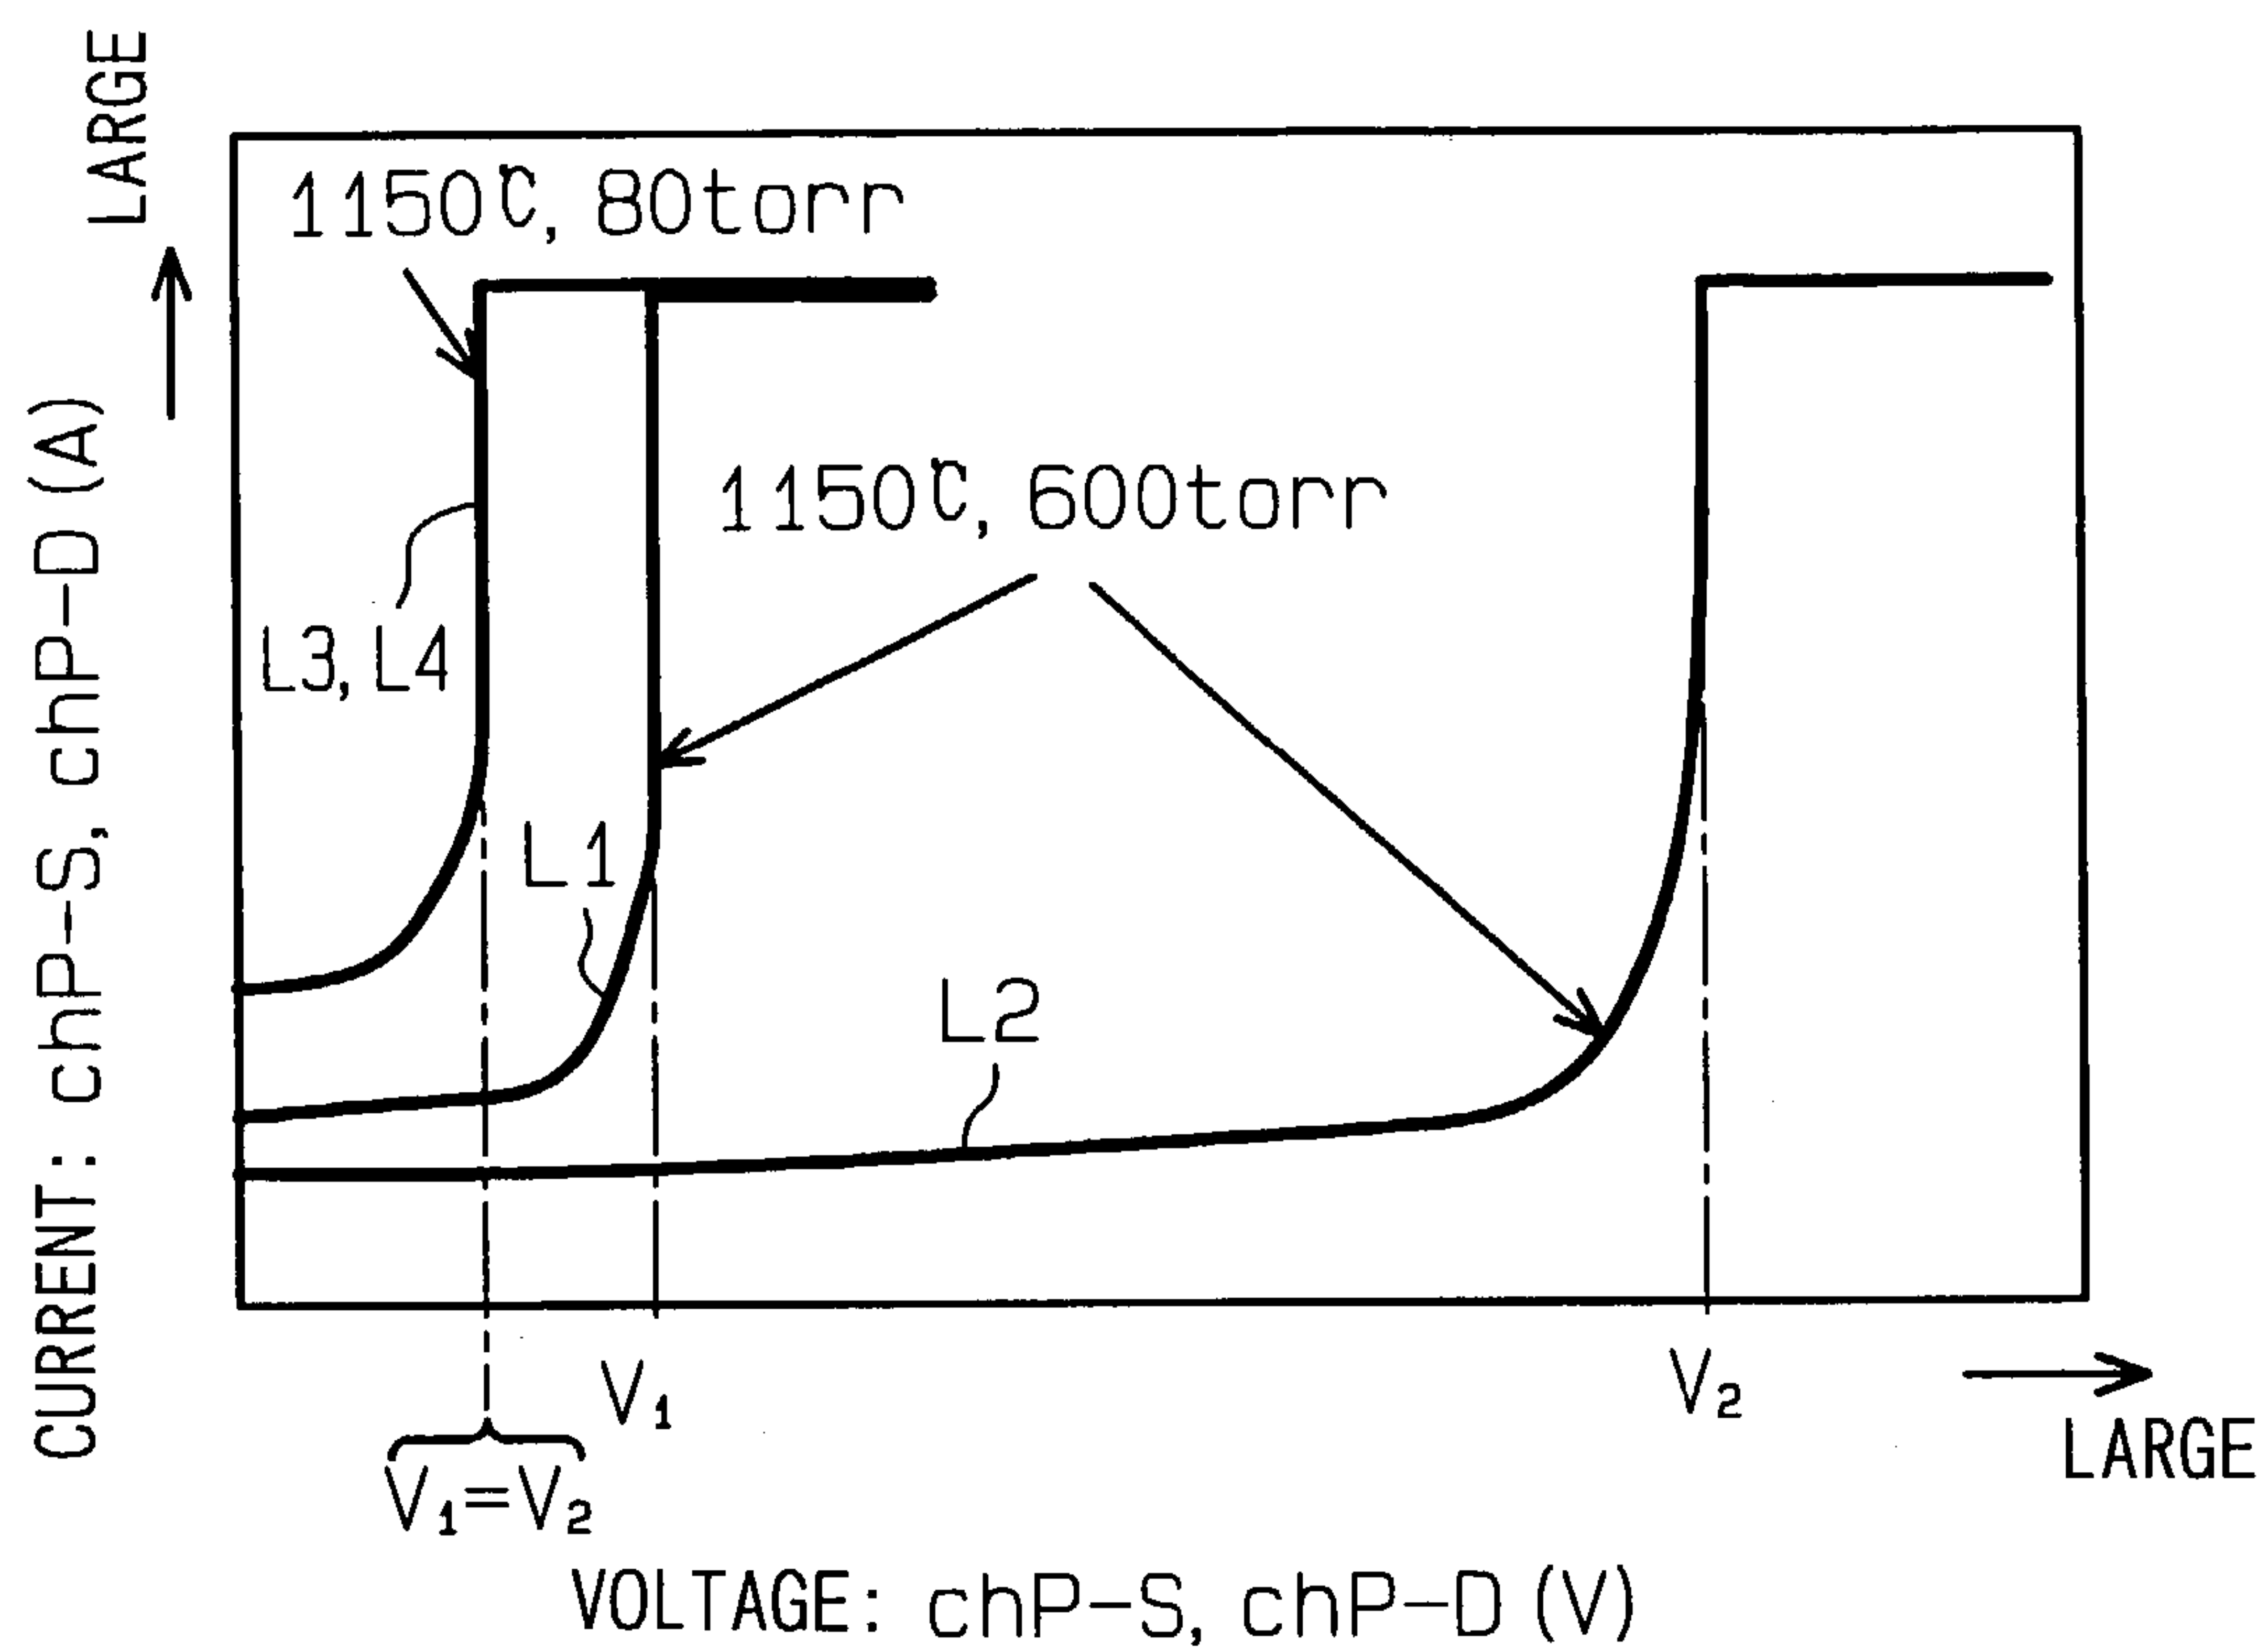 LARGE
CURRENT: chP-S, chP-D (A)
1150℃, 80torr
1150℃, 600torr
L3, L4
L1
L2
V₁
V₂
V₁=V₂
LARGE
VOLTAGE: chP-S, chP-D (V)